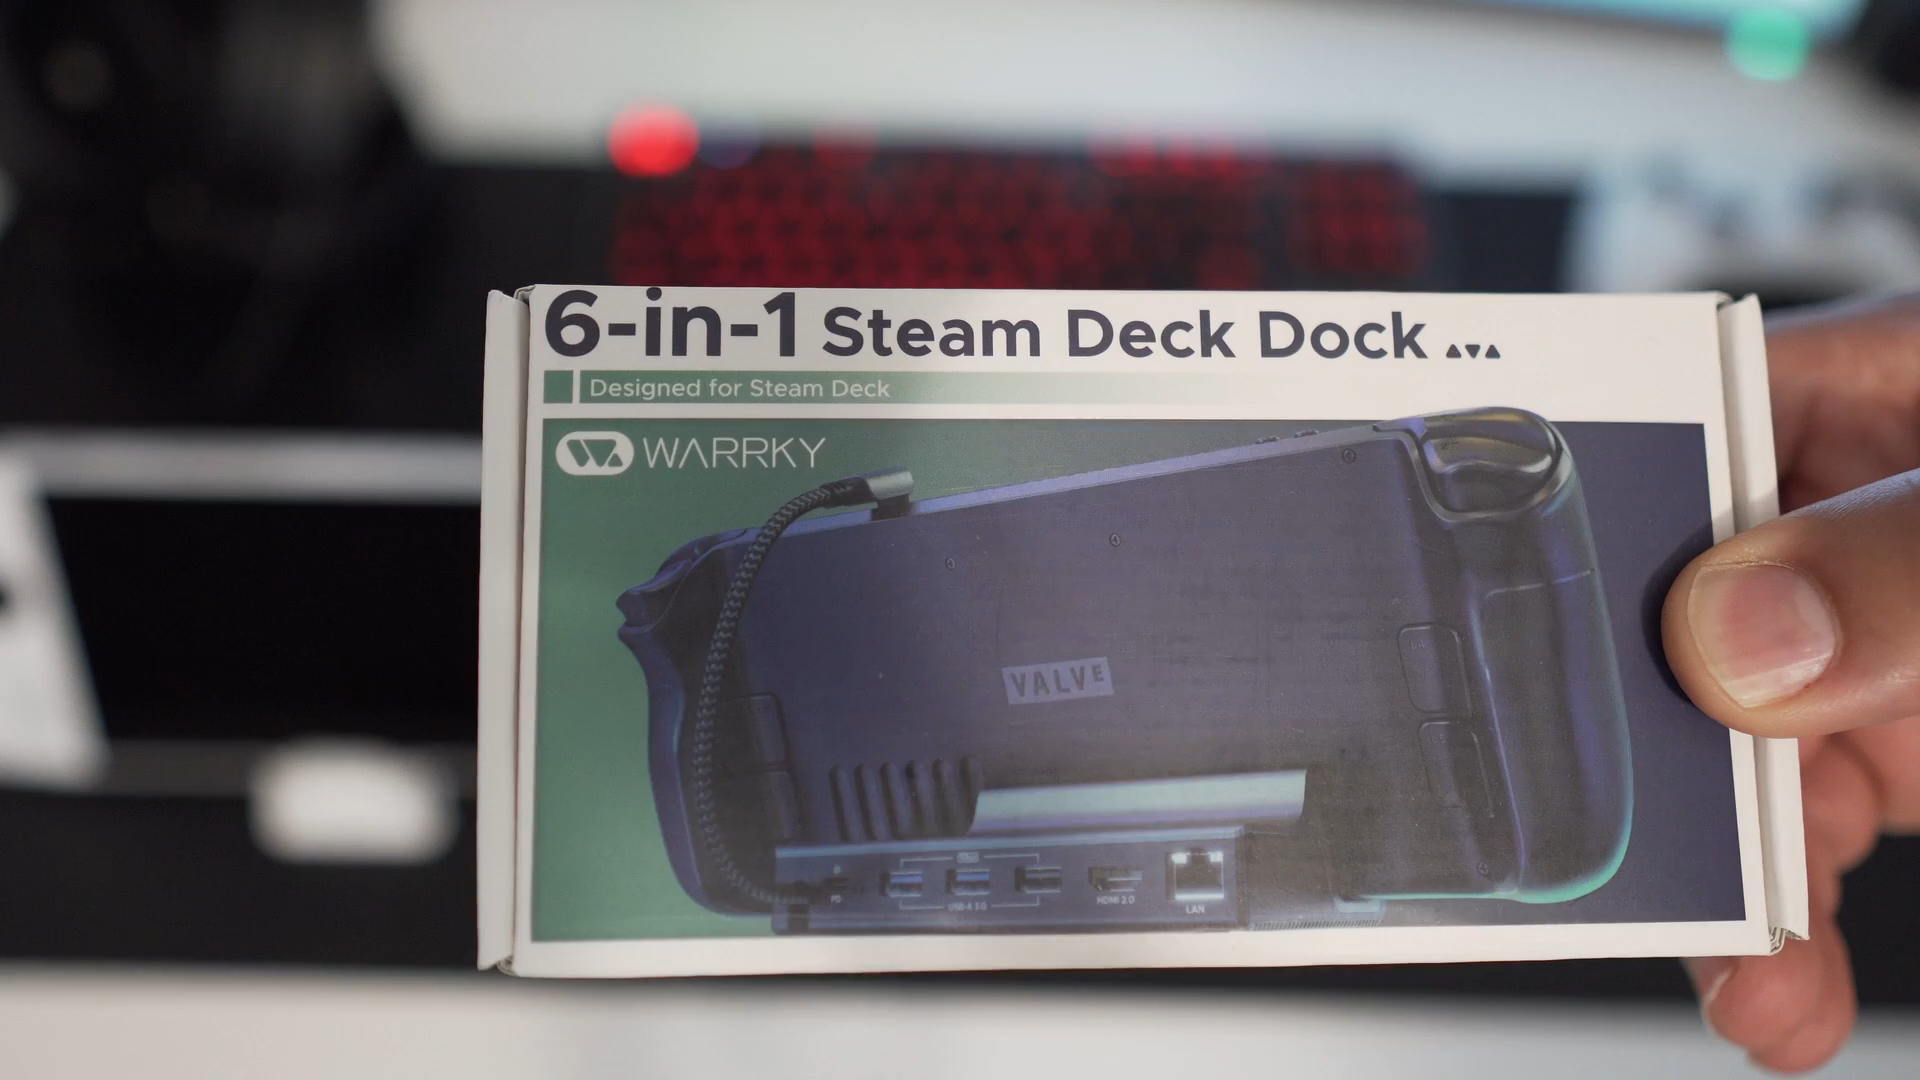 6-in-1 Steam Deck Dock
Designed for Steam Deck
WARRKY
VALVE
PD
USB-A 3.0
HDMI 2.0
LAN